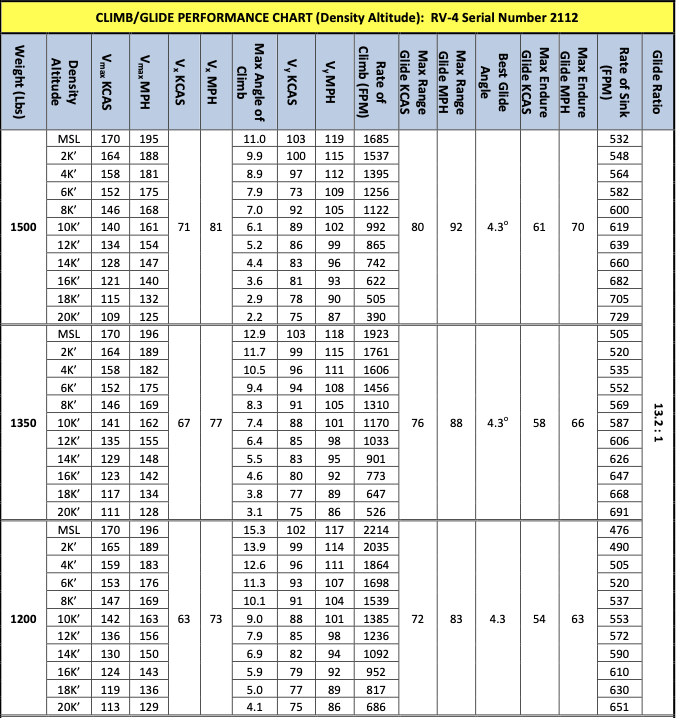 CLIMB/GLIDE PERFORMANCE CHART (Density Altitude): RV-4 Serial Number 2112
Weight (Lbs) Density Altitude Vmax KCAS Vmax MPH Vx KCAS Vx MPH Max Angle of Climb Vy KCAS Vy MPH Rate of Climb (FPM) Max Range Glide KCAS Max Range Glide MPH Best Glide Angle Max Endure Glide KCAS Max Endure Glide MPH Rate of Sink (FPM) Glide Ratio
MSL 170 195 11.0 103 119 1685 532
2K’ 164 188 9.9 100 115 1537 548
4K’ 158 181 8.9 97 112 1395 564
6K’ 152 175 7.9 73 109 1256 582
8K’ 146 168 7.0 92 105 1122 600
1500 10K’ 140 161 71 81 6.1 89 102 992 80 92 4.3° 61 70 619
12K’ 134 154 5.2 86 99 865 639
14K’ 128 147 4.4 83 96 742 660
16K’ 121 140 3.6 81 93 622 682
18K’ 115 132 2.9 78 90 505 705
20K’ 109 125 2.2 75 87 390 729
MSL 170 196 12.9 103 118 1923 505
2K’ 164 189 11.7 99 115 1761 520
4K’ 158 182 10.5 96 111 1606 535
6K’ 152 175 9.4 94 108 1456 552
8K’ 146 169 8.3 91 105 1310 569
1350 10K’ 141 162 67 77 7.4 88 101 1170 76 88 4.3° 58 66 587 13.2 : 1
12K’ 135 155 6.4 85 98 1033 606
14K’ 129 148 5.5 83 95 901 626
16K’ 123 142 4.6 80 92 773 647
18K’ 117 134 3.8 77 89 647 668
20K’ 111 128 3.1 75 86 526 691
MSL 170 196 15.3 102 117 2214 476
2K’ 165 189 13.9 99 114 2035 490
4K’ 159 183 12.6 96 111 1864 505
6K’ 153 176 11.3 93 107 1698 520
8K’ 147 169 10.1 91 104 1539 537
1200 10K’ 142 163 63 73 9.0 88 101 1385 72 83 4.3 54 63 553
12K’ 136 156 7.9 85 98 1236 572
14K’ 130 150 6.9 82 94 1092 590
16K’ 124 143 5.9 79 92 952 610
18K’ 119 136 5.0 77 89 817 630
20K’ 113 129 4.1 75 86 686 651